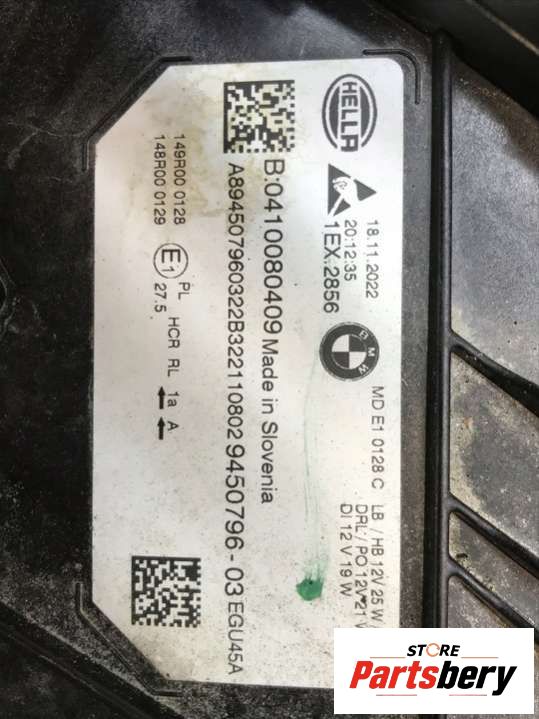 HELLA
18.11.2022
20:12:35
1EX.2856
BMW
MD E1 0128 C
LB / HB 12V 25 W
DRL / PO 12V 21
DI 12 V 19 W
B:0410080409 Made in Slovenia
A894507960322B3221108029450796-03 EGU45A
149R00 0128
148R00 0129
E1
PL HCR RL 1a A
27.5
STORE
Partsbery